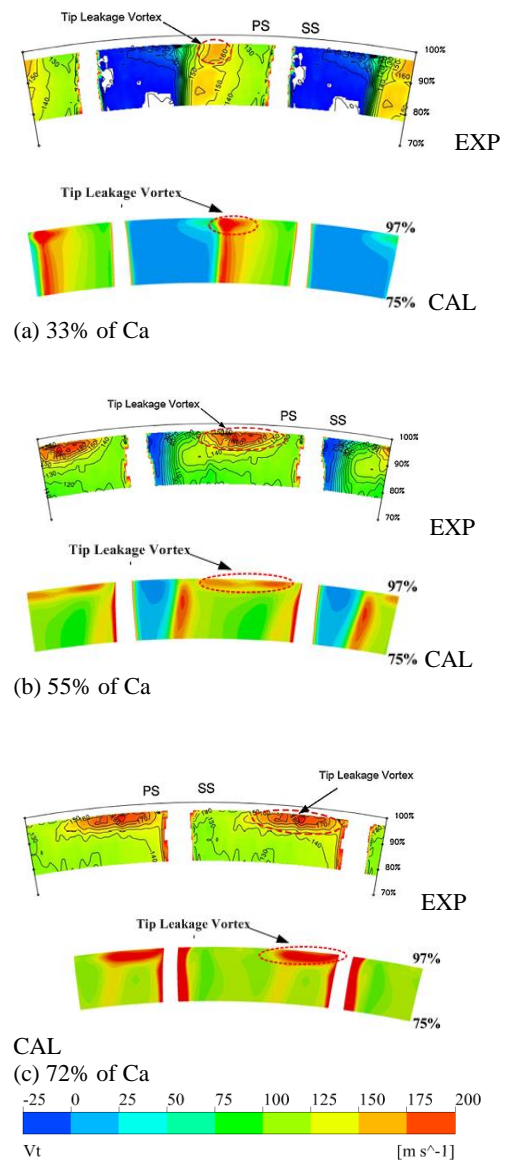 Tip Leakage Vortex
PS SS
100%
90%
80%
70%
EXP
Tip Leakage Vortex
97%
75%
CAL
(a) 33% of Ca
Tip Leakage Vortex
PS SS
100%
90%
80%
70%
EXP
Tip Leakage Vortex
97%
75%
CAL
(b) 55% of Ca
Tip Leakage Vortex
PS SS
100%
90%
80%
70%
EXP
Tip Leakage Vortex
97%
75%
CAL
(c) 72% of Ca
-25 0 25 50 75 100 125 150 175 200
Vt [m s^-1]